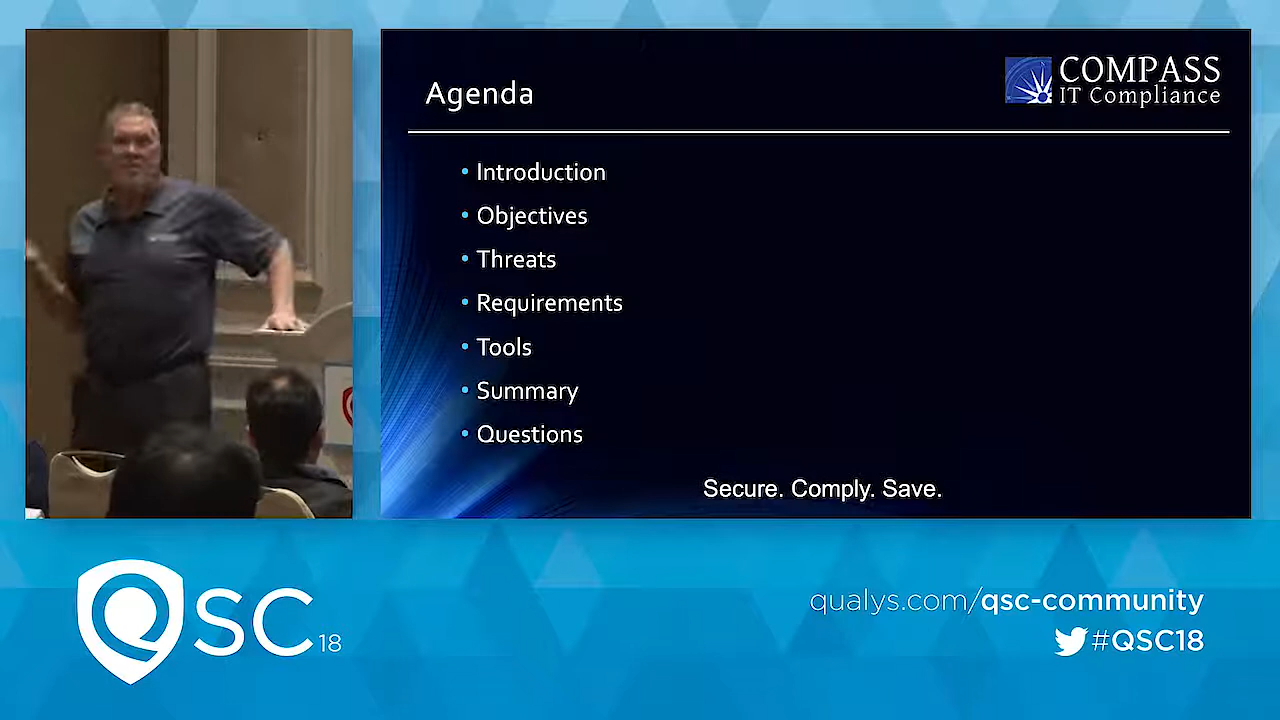 Agenda
COMPASS
IT Compliance
• Introduction
• Objectives
• Threats
• Requirements
• Tools
• Summary
• Questions
Secure. Comply. Save.
QSC18
qualys.com/qsc-community
#QSC18